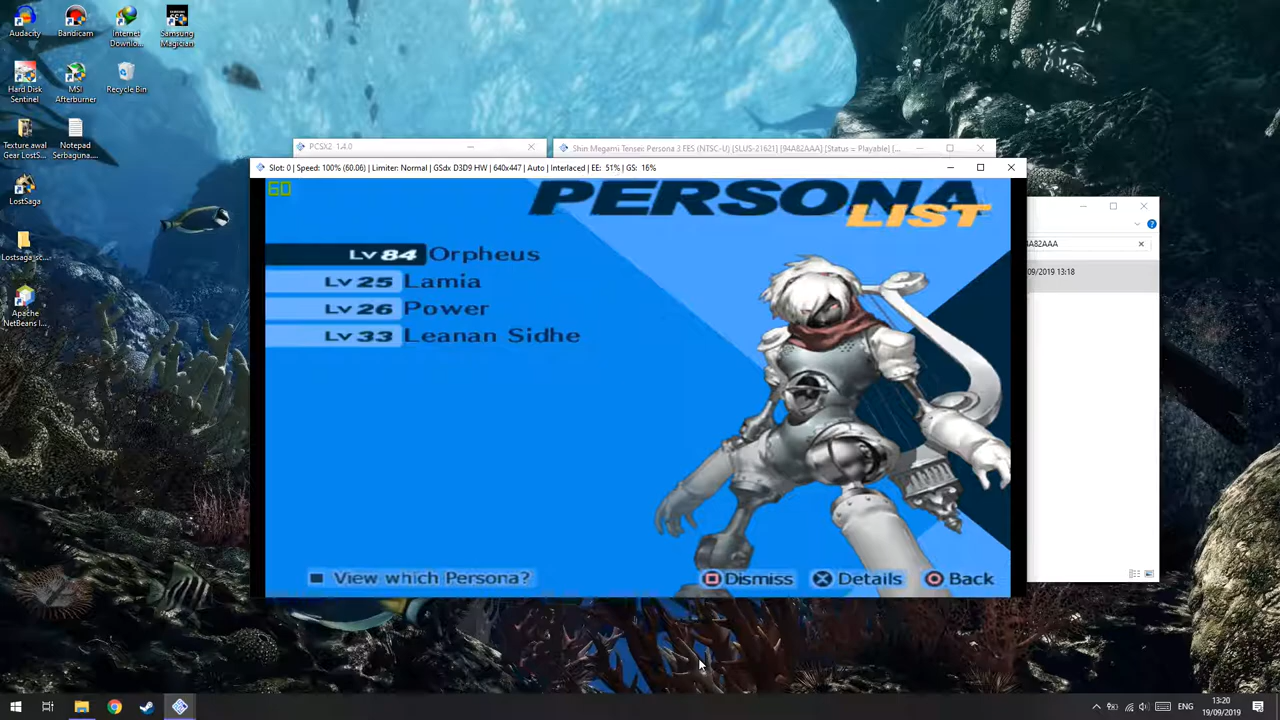 Audacity
Bandicam
Internet Downlo...
Samsung Magician
Hard Disk Sentinel
MSI Afterburner
Recycle Bin
Texture awal Gear LostS...
Notepad Serbaguna....
LostSaga
Lostsaga_sc...
Apache NetBeans I...
PCSX2 1.4.0
Shin Megami Tensei: Persona 3 FES (NTSC-U) [SLUS-21621] [94A82AAA] [Status = Playable] (...
Slot: 0 | Speed: 100% (60.06) | Limiter: Normal | GSdx D3D9 HW | 640x447 | Auto | Interlaced | EE: 51% | GS: 16%
60
PERSONA
LIST
Lv 84 Orpheus
Lv 25 Lamia
Lv 26 Power
Lv 33 Leanan Sidhe
View which Persona?
Dismiss
Details
Back
4A82AAA
09/2019 13:18
ENG
13:20
19/09/2019